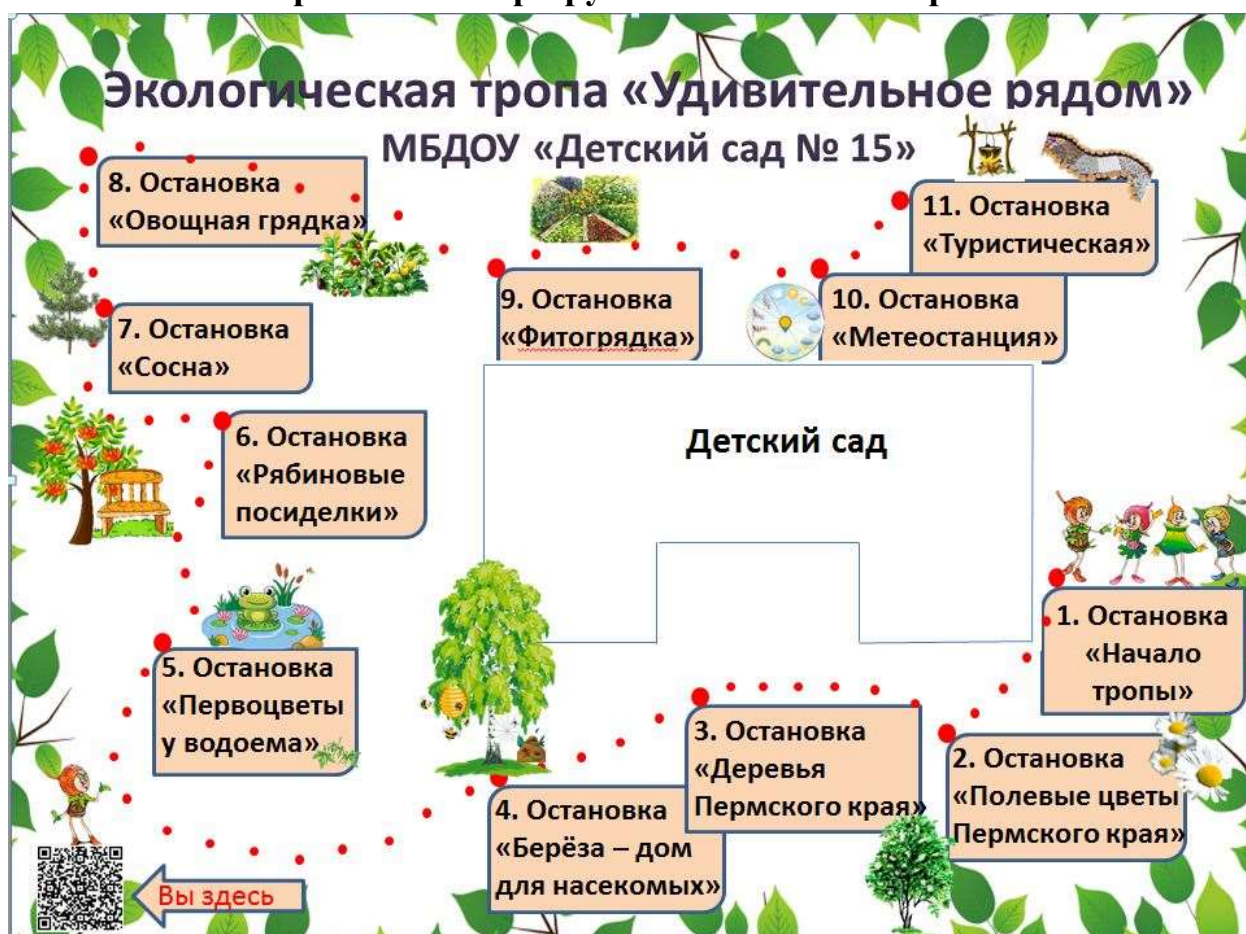 Экологическая тропа «Удивительное рядом»
МБДОУ «Детский сад № 15»
8. Остановка
«Овощная грядка»
11. Остановка
«Туристическая»
9. Остановка
«Фитогрядка»
10. Остановка
«Метеостанция»
7. Остановка
«Сосна»
Детский сад
6. Остановка
«Рябиновые
посиделки»
1. Остановка
«Начало
тропы»
5. Остановка
«Первоцветы
у водоема»
3. Остановка
«Деревья
Пермского края»
2. Остановка
«Полевые цветы
Пермского края»
4. Остановка
«Берёза – дом
для насекомых»
Вы здесь